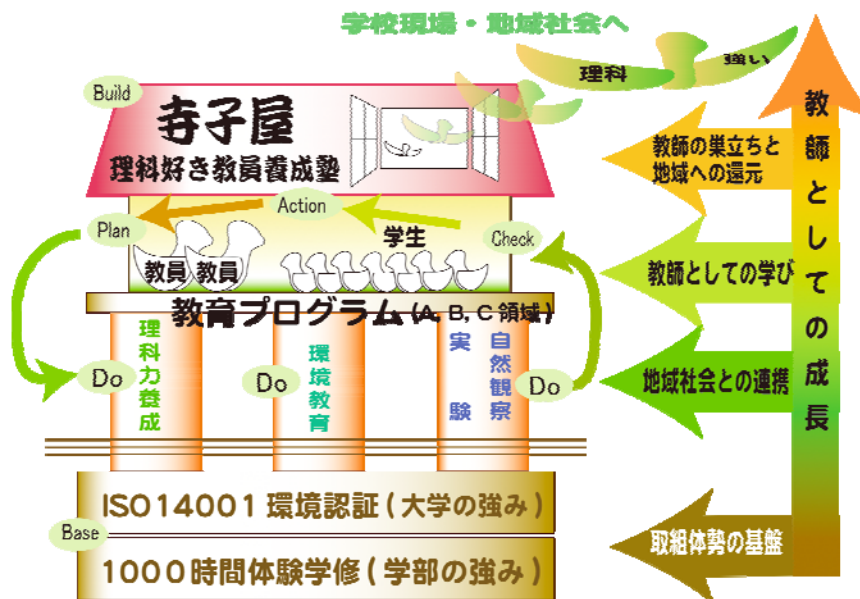 学校現場・地域社会へ
理科
強い
Build
寺子屋
理科好き教員養成塾
Action
Plan
Check
学生
教員
教員
教育プログラム(A, B, C 領域)
Do
理科力養成
Do
環境教育
自然観察
実験
Do
ISO14001 環境認証(大学の強み)
Base
1000 時間体験学修(学部の強み)
教師の巣立ちと
地域への還元
教師としての学び
地域社会との連携
取組体勢の基盤
教師としての成長